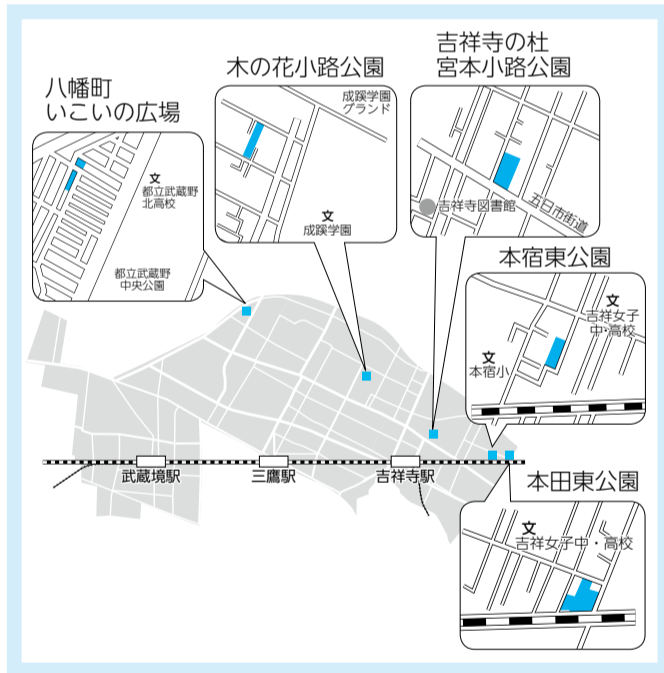 八幡町
いこいの広場
文
都立武蔵野
北高校
都立武蔵野
中央公園
木の花小路公園
成蹊学園
グランド
文
成蹊学園
吉祥寺の杜
宮本小路公園
五日市街道
吉祥寺図書館
本宿東公園
文
吉祥女子
中・高校
文
本宿小
武蔵境駅
三鷹駅
吉祥寺駅
本田東公園
文
吉祥女子中・高校